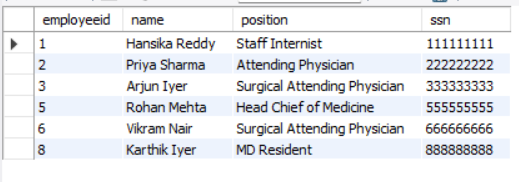 employeeid name position ssn
1 Hansika Reddy Staff Internist 111111111
2 Priya Sharma Attending Physician 222222222
3 Arjun Iyer Surgical Attending Physician 333333333
5 Rohan Mehta Head Chief of Medicine 555555555
6 Vikram Nair Surgical Attending Physician 666666666
8 Karthik Iyer MD Resident 888888888